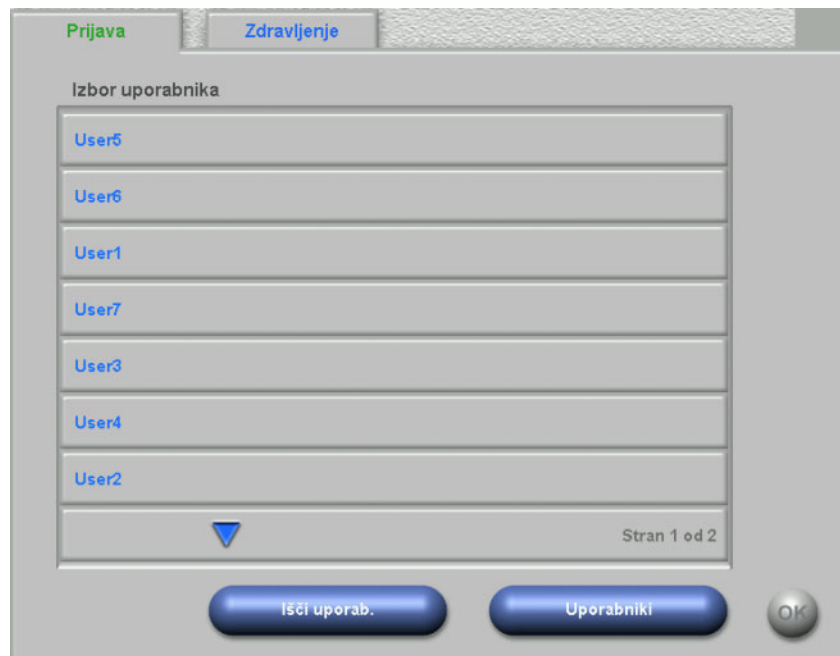 Prijava
Zdravljenje
Izbor uporabnika
User5
User6
User1
User7
User3
User4
User2
Stran 1 od 2
Išči uporab.
Uporabniki
OK